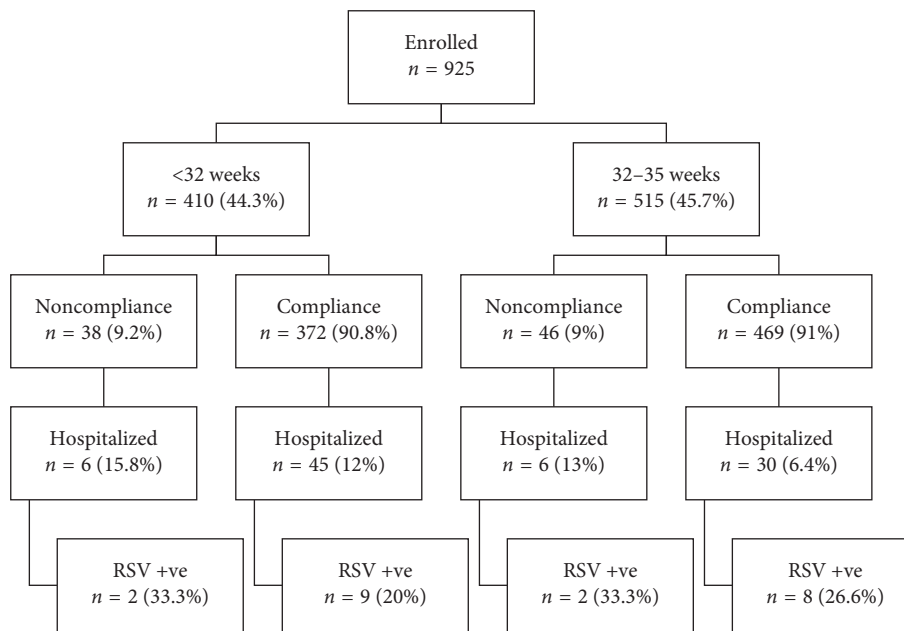 Enrolled
n = 925
<32 weeks
n = 410 (44.3%)
32–35 weeks
n = 515 (45.7%)
Noncompliance
n = 38 (9.2%)
Compliance
n = 372 (90.8%)
Noncompliance
n = 46 (9%)
Compliance
n = 469 (91%)
Hospitalized
n = 6 (15.8%)
Hospitalized
n = 45 (12%)
Hospitalized
n = 6 (13%)
Hospitalized
n = 30 (6.4%)
RSV +ve
n = 2 (33.3%)
RSV +ve
n = 9 (20%)
RSV +ve
n = 2 (33.3%)
RSV +ve
n = 8 (26.6%)